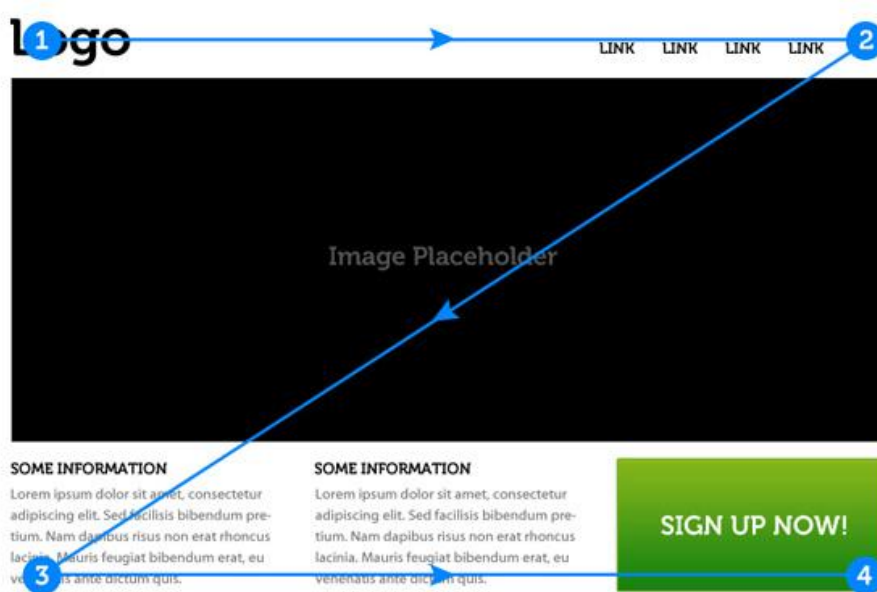 1 Logo 2
LINK LINK LINK LINK
Image Placeholder
SOME INFORMATION
Lorem ipsum dolor sit amet, consectetur
adipiscing elit. Sed facilisis bibendum pre-
tium. Nam dapibus risus non erat rhoncus
lacinia. Mauris feugiat bibendum erat, eu
venenatis ante dictum quis.
SOME INFORMATION
Lorem ipsum dolor sit amet, consectetur
adipiscing elit. Sed facilisis bibendum pre-
tium. Nam dapibus risus non erat rhoncus
lacinia. Mauris feugiat bibendum erat, eu
venenatis ante dictum quis.
SIGN UP NOW!
3 4